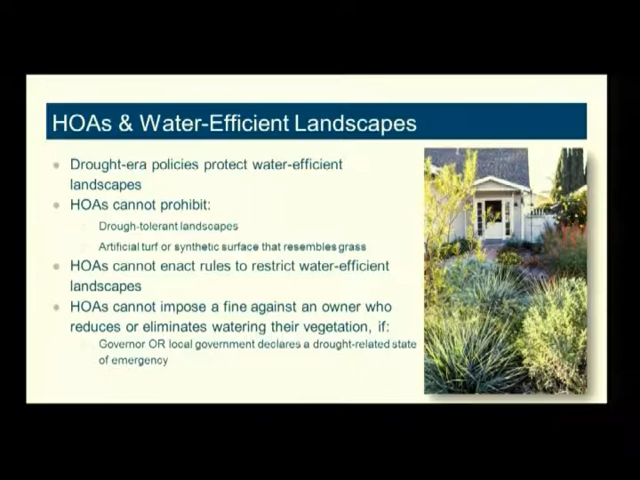 HOAs & Water-Efficient Landscapes
Drought-era policies protect water-efficient
landscapes
HOAs cannot prohibit:
Drough-tolerant landscapes
Artificial turf or synthetic surface that resembles grass
HOAs cannot enact rules to restrict water-efficient
landscapes
HOAs cannot impose a fine against an owner who
reduces or eliminates watering their vegetation, if:
Governor OR local government declares a drought-related state
of emergency